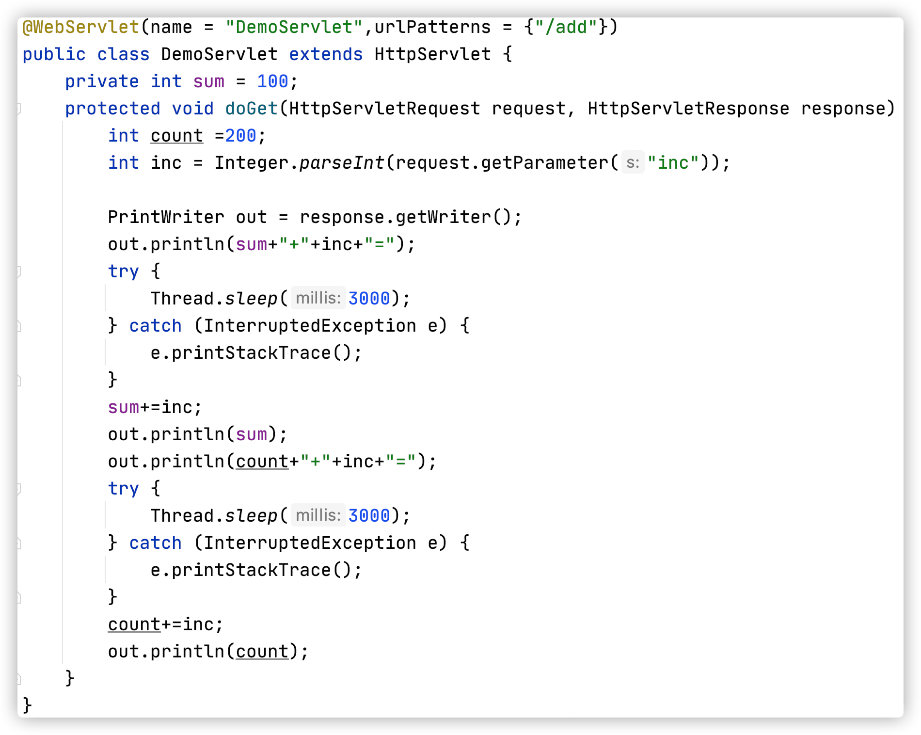 @WebServlet(name = "DemoServlet",urlPatterns = {"/add"})
public class DemoServlet extends HttpServlet {
    private int sum = 100;
    protected void doGet(HttpServletRequest request, HttpServletResponse response)
        int count =200;
        int inc = Integer.parseInt(request.getParameter( s: "inc"));

        PrintWriter out = response.getWriter();
        out.println(sum+"+"+inc+"=");
        try {
            Thread.sleep( millis: 3000);
        } catch (InterruptedException e) {
            e.printStackTrace();
        }
        sum+=inc;
        out.println(sum);
        out.println(count+"+"+inc+"=");
        try {
            Thread.sleep( millis: 3000);
        } catch (InterruptedException e) {
            e.printStackTrace();
        }
        count+=inc;
        out.println(count);
    }
}